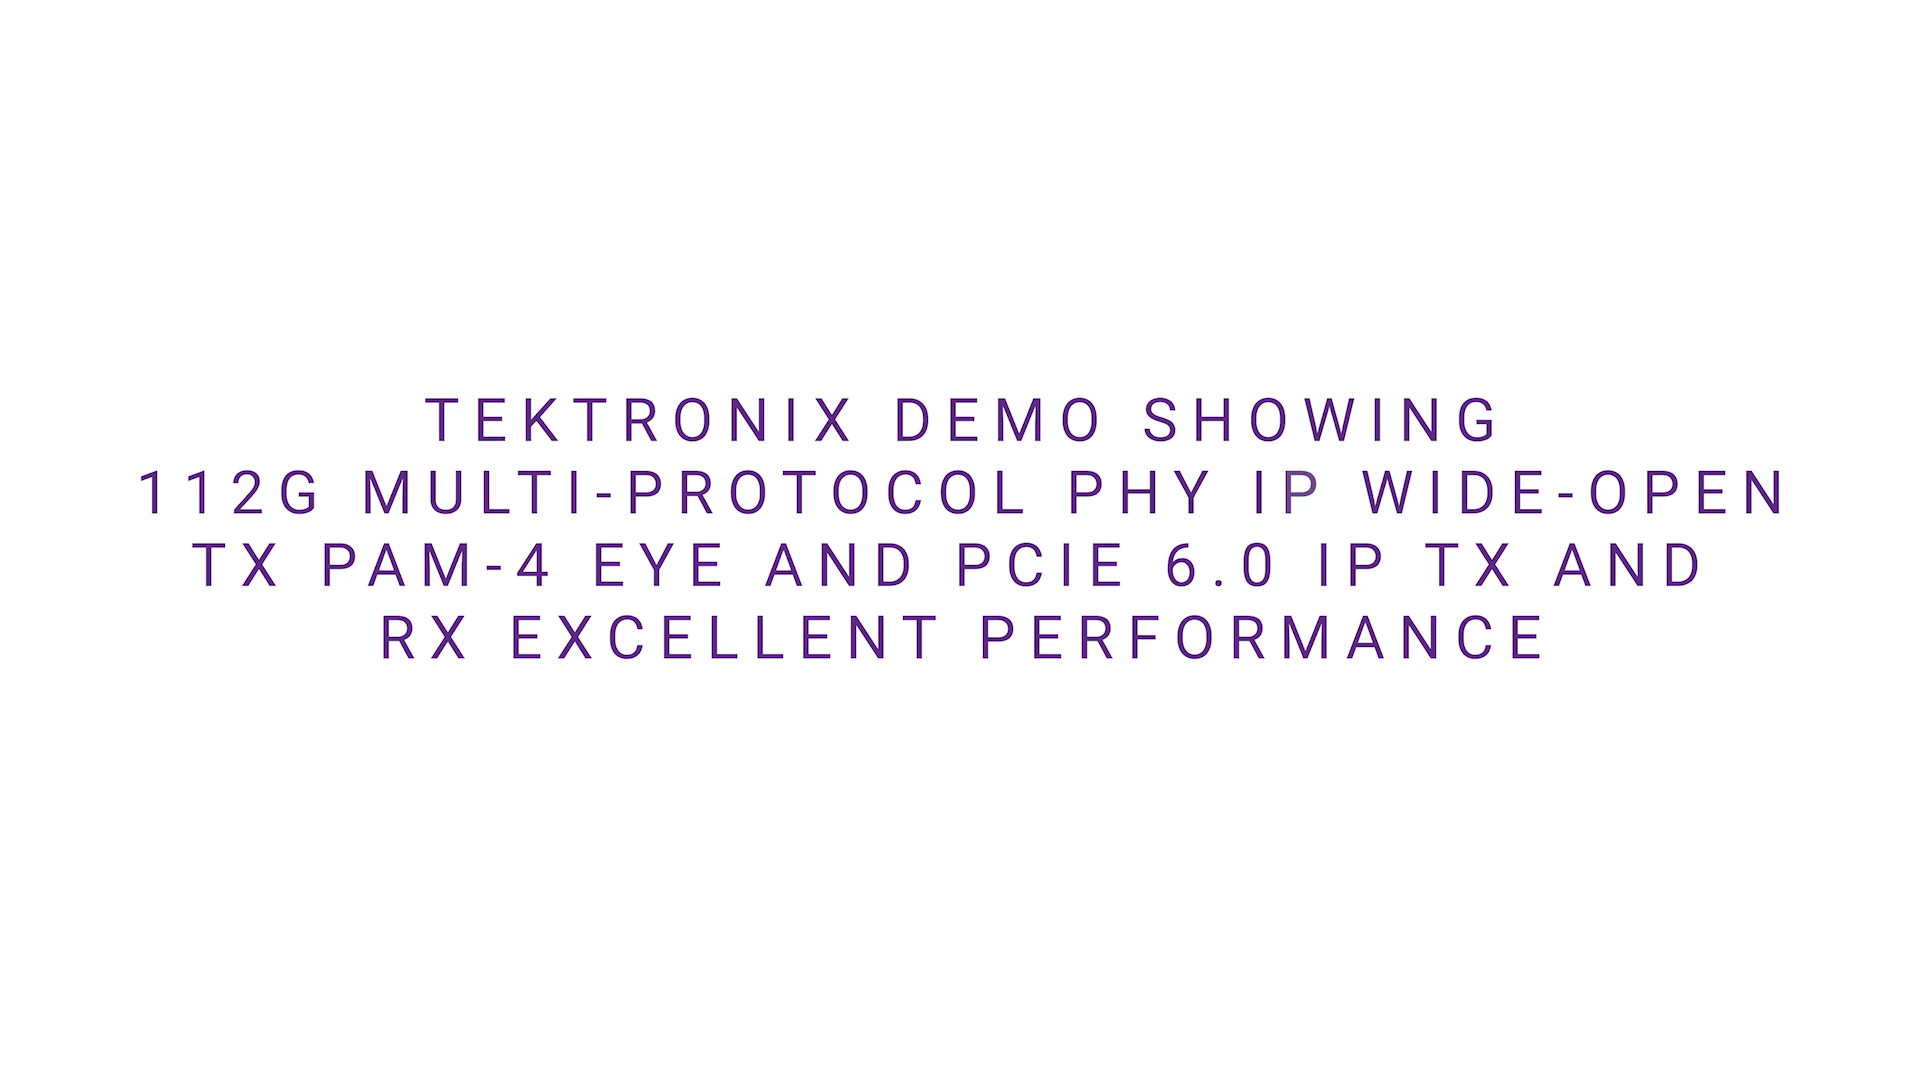 TEKTRONIX DEMO SHOWING
112G MULTI-PROTOCOL PHY IP WIDE-OPEN
TX PAM-4 EYE AND PCIE 6.0 IP TX AND
RX EXCELLENT PERFORMANCE